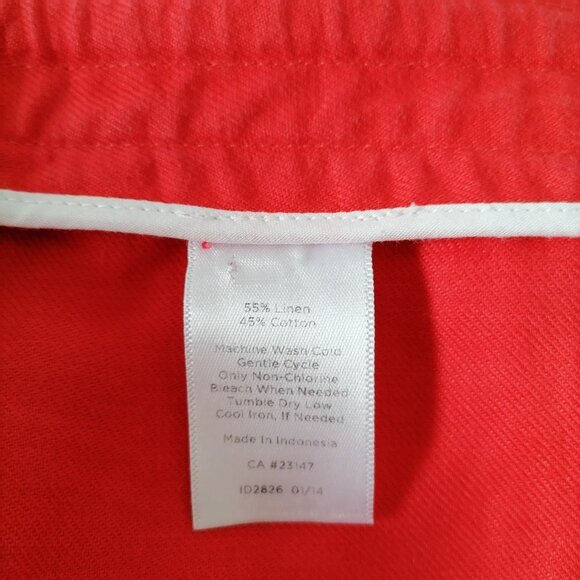 55% Linen
45% Cotton
Machine Wash Cold
Gentle Cycle
Only Non-Chlorine
Bleach When Needed
Tumble Dry Low
Cool Iron, If Needed
Made In Indonesia
CA #23147
ID2826 01/14